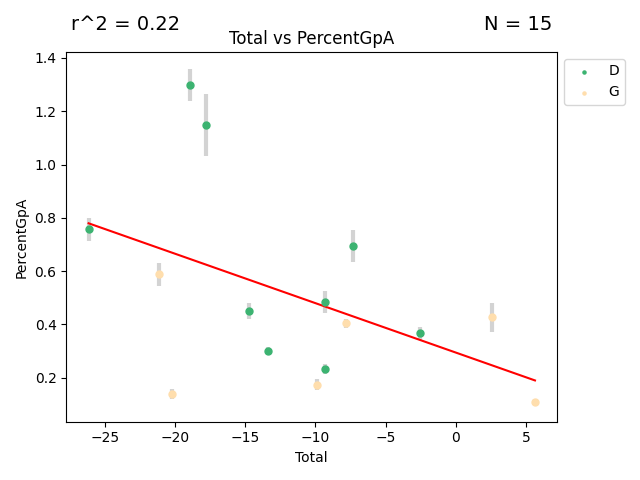 r^2 = 0.22
N = 15
Total vs PercentGpA
D
G
PercentGpA
1.4
1.2
1.0
0.8
0.6
0.4
0.2
−25
−20
−15
−10
−5
0
5
Total